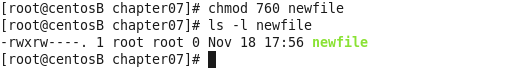 [root@centosB chapter07]# chmod 760 newfile
[root@centosB chapter07]# ls -l newfile
-rwxrw----. 1 root root 0 Nov 18 17:56 newfile
[root@centosB chapter07]#